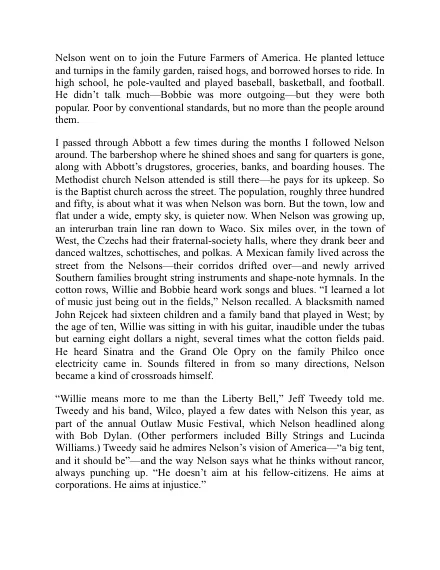 Nelson went on to join the Future Farmers of America. He planted lettuce
and turnips in the family garden, raised hogs, and borrowed horses to ride. In
high school, he pole-vaulted and played baseball, basketball, and football.
He didn’t talk much—Bobbie was more outgoing—but they were both
popular. Poor by conventional standards, but no more than the people around
them.
I passed through Abbott a few times during the months I followed Nelson
around. The barbershop where he shined shoes and sang for quarters is gone,
along with Abbott’s drugstores, groceries, banks, and boarding houses. The
Methodist church Nelson attended is still there—he pays for its upkeep. So
is the Baptist church across the street. The population, roughly three hundred
and fifty, is about what it was when Nelson was born. But the town, low and
flat under a wide, empty sky, is quieter now. When Nelson was growing up,
an interurban train line ran down to Waco. Six miles over, in the town of
West, the Czechs had their fraternal-society halls, where they drank beer and
danced waltzes, schottisches, and polkas. A Mexican family lived across the
street from the Nelsons—their corridos drifted over—and newly arrived
Southern families brought string instruments and shape-note hymnals. In the
cotton rows, Willie and Bobbie heard work songs and blues. “I learned a lot
of music just being out in the fields,” Nelson recalled. A blacksmith named
John Rejcek had sixteen children and a family band that played in West; by
the age of ten, Willie was sitting in with his guitar, inaudible under the tubas
but earning eight dollars a night, several times what the cotton fields paid.
He heard Sinatra and the Grand Ole Opry on the family Philco once
electricity came in. Sounds filtered in from so many directions, Nelson
became a kind of crossroads himself.
“Willie means more to me than the Liberty Bell,” Jeff Tweedy told me.
Tweedy and his band, Wilco, played a few dates with Nelson this year, as
part of the annual Outlaw Music Festival, which Nelson headlined along
with Bob Dylan. (Other performers included Billy Strings and Lucinda
Williams.) Tweedy said he admires Nelson’s vision of America—“a big tent,
and it should be”—and the way Nelson says what he thinks without rancor,
always punching up. “He doesn’t aim at his fellow-citizens. He aims at
corporations. He aims at injustice.”